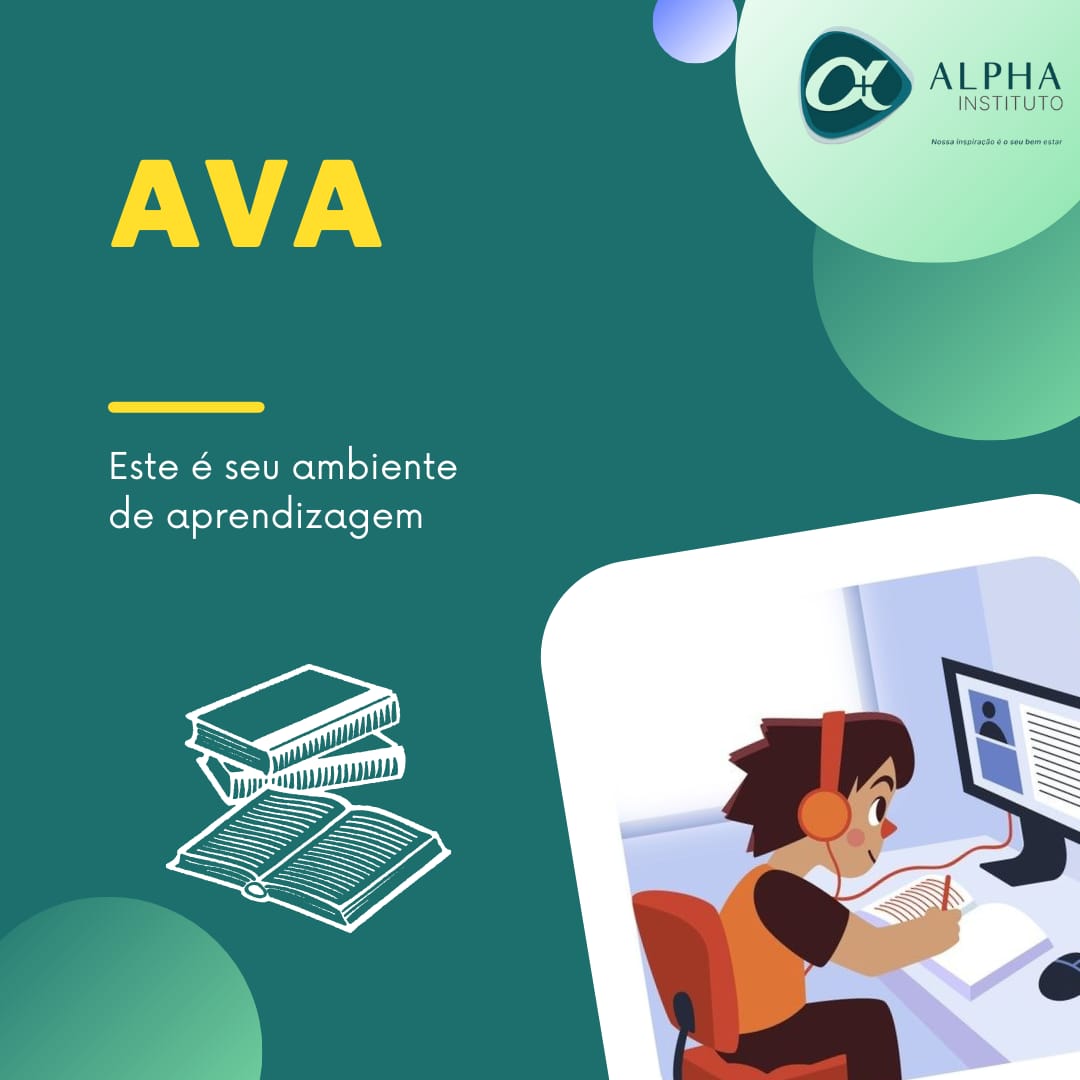 ALPHA
INSTITUTO
Nossa inspiração é o seu bem estar
AVA
Este é seu ambiente
de aprendizagem